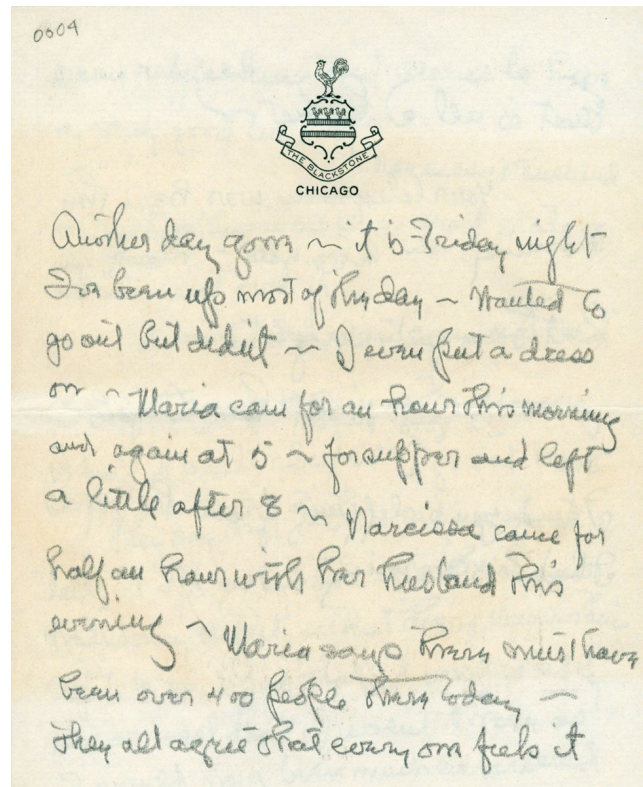 0604
THE BLACKSTONE
CHICAGO
Another day gone ~ it is Friday night
I've been up most of the day ~ Wanted to
go out but didn't ~ I even put a dress
on ~ Maria came for an hour this morning
and again at 5 ~ for supper and left
a little after 8 ~ Narcissa came for
half an hour with her husband this
evening ~ Maria says there must have
been over 400 people there today ~
They all agree that every one feels it